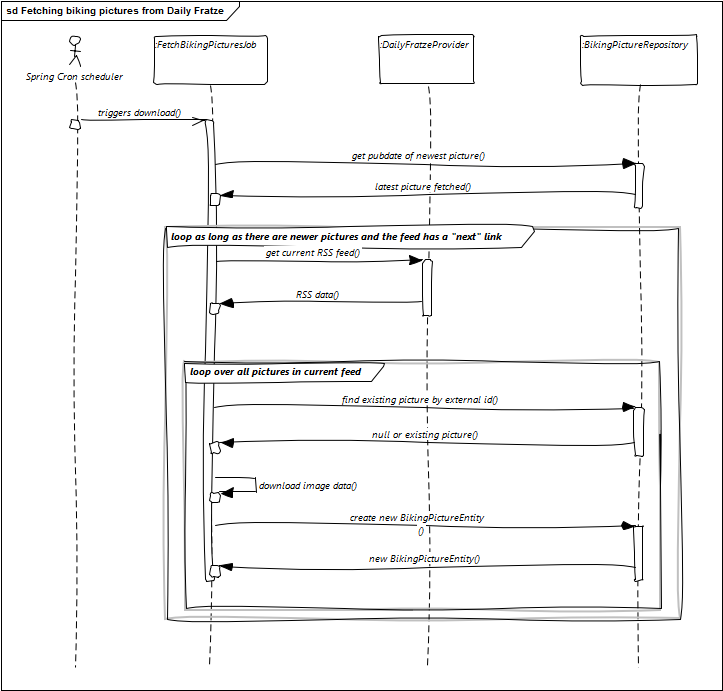 sd Fetching biking pictures from Daily Fratze
:FetchBikingPicturesJob
:DailyFratzeProvider
:BikingPictureRepository
Spring Cron scheduler
triggers download()
get pubdate of newest picture()
latest picture fetched()
loop as long as there are newer pictures and the feed has a "next" link
get current RSS feed()
RSS data()
loop over all pictures in current feed
find existing picture by external id()
null or existing picture()
download image data()
create new BikingPictureEntity
()
new BikingPictureEntity()